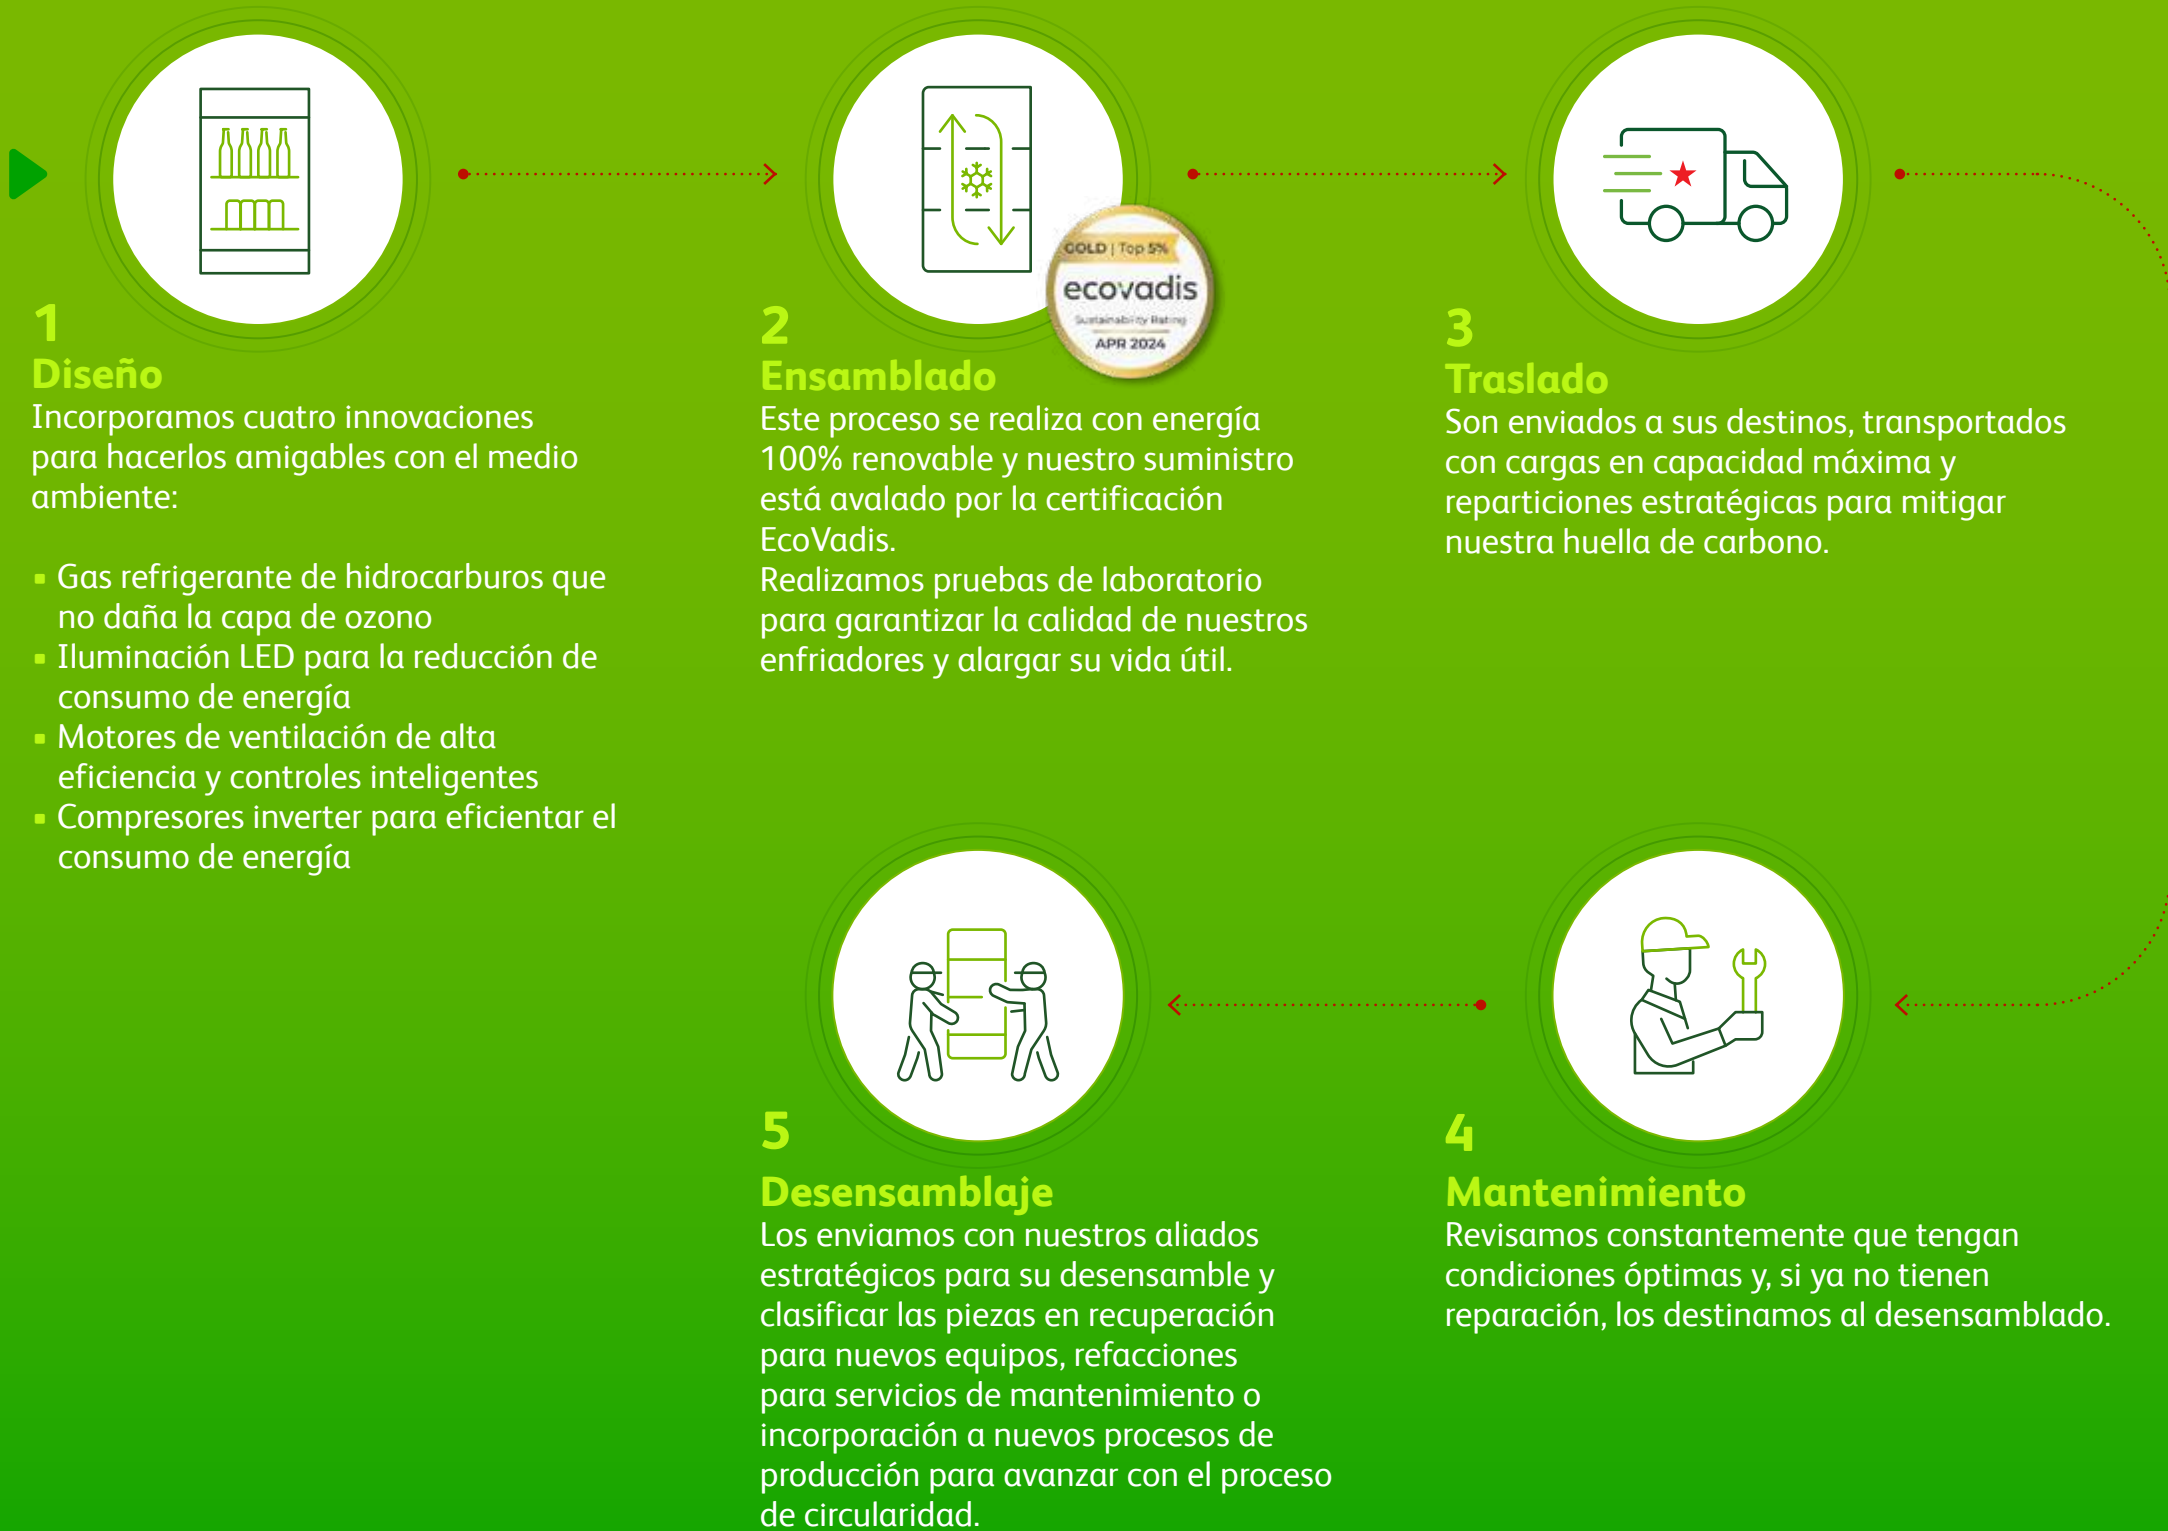 1
Diseño
Incorporamos cuatro innovaciones
para hacerlos amigables con el medio
ambiente:
▪ Gas refrigerante de hidrocarburos que
no daña la capa de ozono
▪ Iluminación LED para la reducción de
consumo de energía
▪ Motores de ventilación de alta
eficiencia y controles inteligentes
▪ Compresores inverter para eficientar el
consumo de energía
GOLD | Top 5%
ecovadis
Sustainability Rating
APR 2024
2
Ensamblado
Este proceso se realiza con energía
100% renovable y nuestro suministro
está avalado por la certificación
EcoVadis.
Realizamos pruebas de laboratorio
para garantizar la calidad de nuestros
enfriadores y alargar su vida útil.
3
Traslado
Son enviados a sus destinos, transportados
con cargas en capacidad máxima y
reparticiones estratégicas para mitigar
nuestra huella de carbono.
4
Mantenimiento
Revisamos constantemente que tengan
condiciones óptimas y, si ya no tienen
reparación, los destinamos al desensamblado.
5
Desensamblaje
Los enviamos con nuestros aliados
estratégicos para su desensamble y
clasificar las piezas en recuperación
para nuevos equipos, refacciones
para servicios de mantenimiento o
incorporación a nuevos procesos de
producción para avanzar con el proceso
de circularidad.